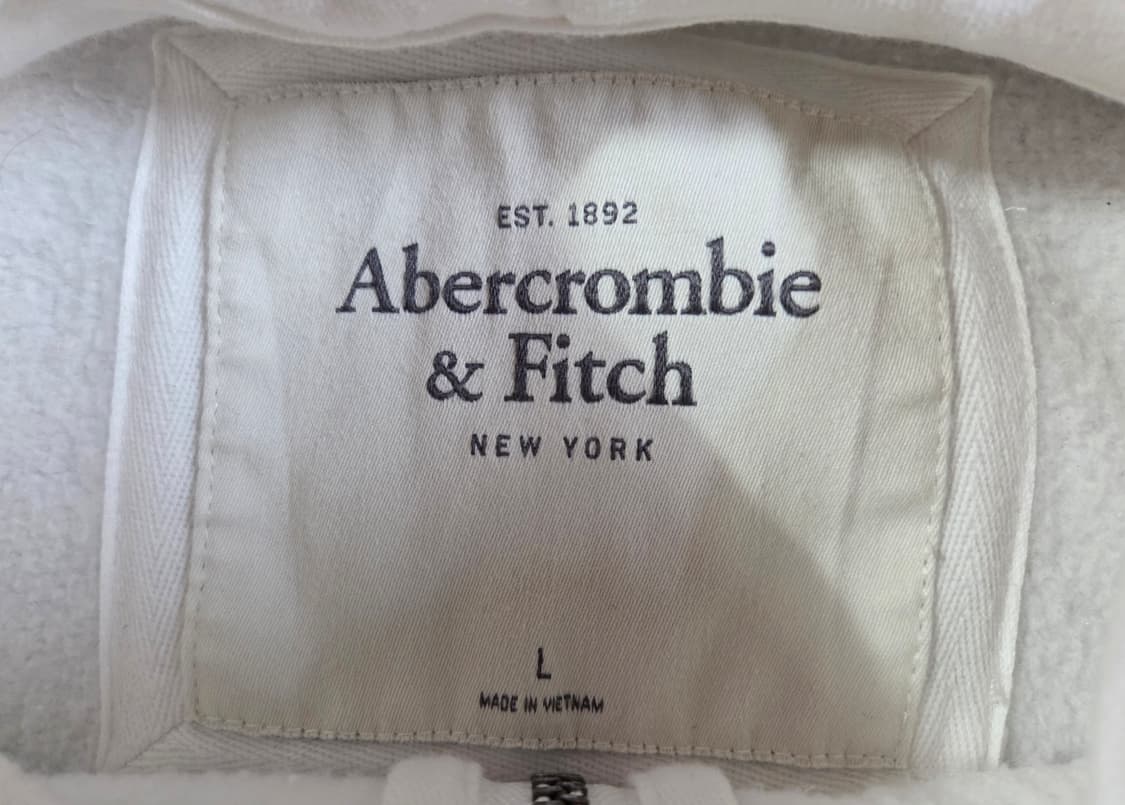 EST. 1892
Abercrombie
& Fitch
NEW YORK
L
MADE IN VIETNAM